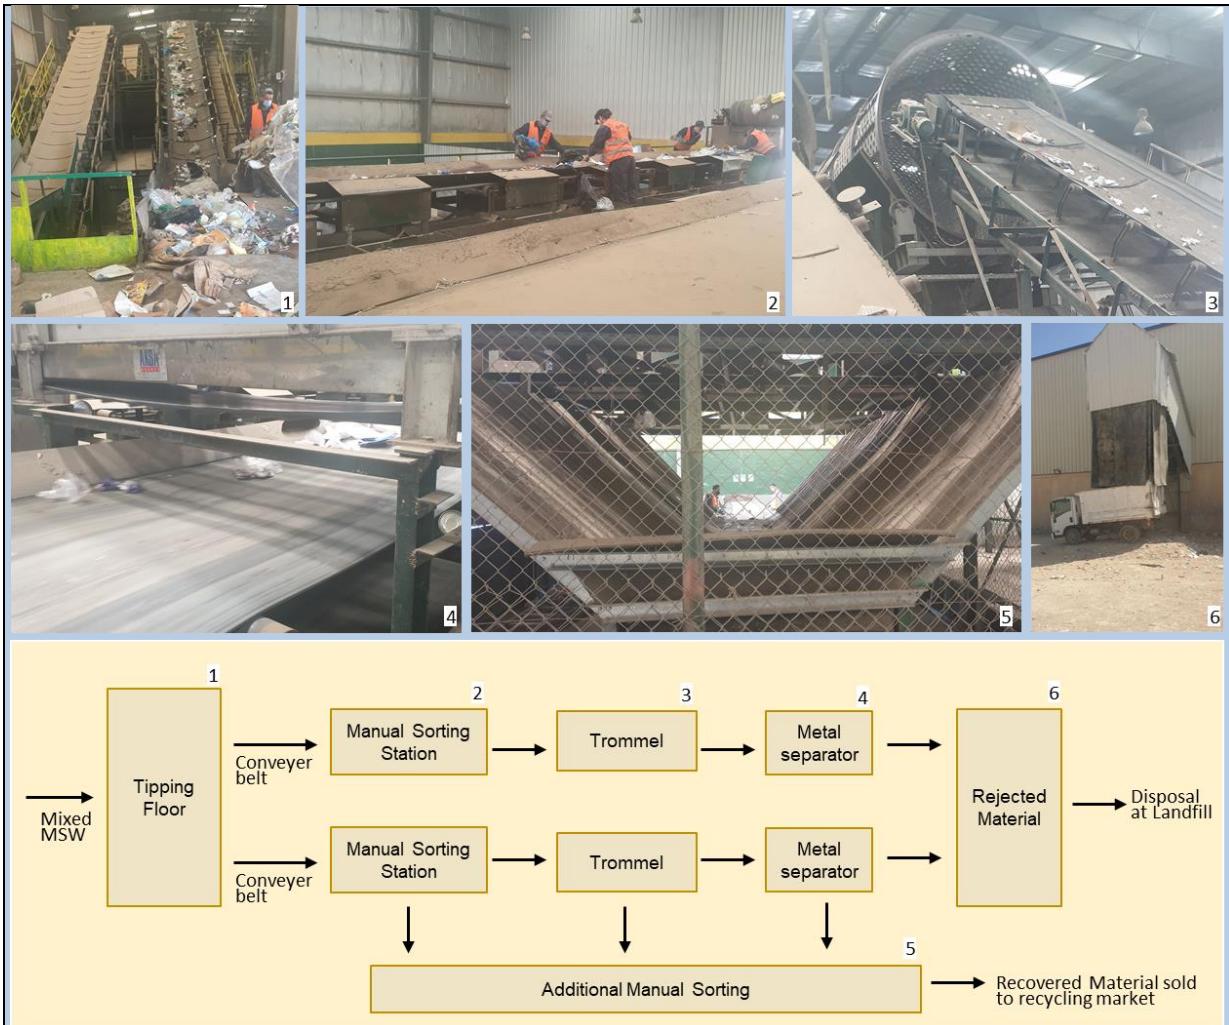 1
2
3
AKSA
4
5
6
1
2
3
4
6
Tipping
Floor
Mixed
MSW
Conveyer
belt
Manual Sorting
Station
Trommel
Metal
separator
Rejected
Material
Disposal
at Landfill
Conveyer
belt
Manual Sorting
Station
Trommel
Metal
separator
5
Additional Manual Sorting
Recovered Material sold
to recycling market